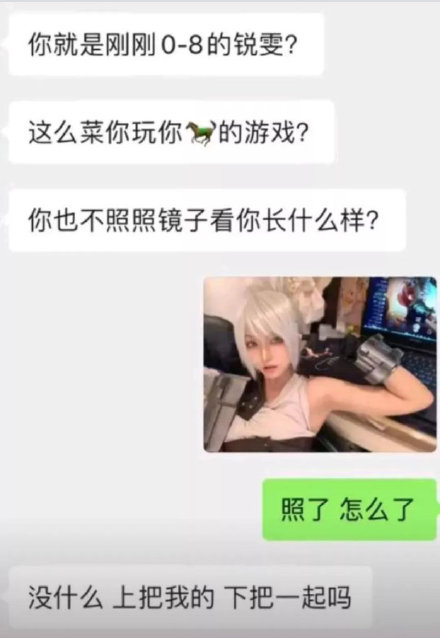 你就是刚刚0-8的锐雯?
这么菜你玩你🐎的游戏?
你也不照照镜子看你长什么样?
照了 怎么了
没什么 上把我的 下把一起吗